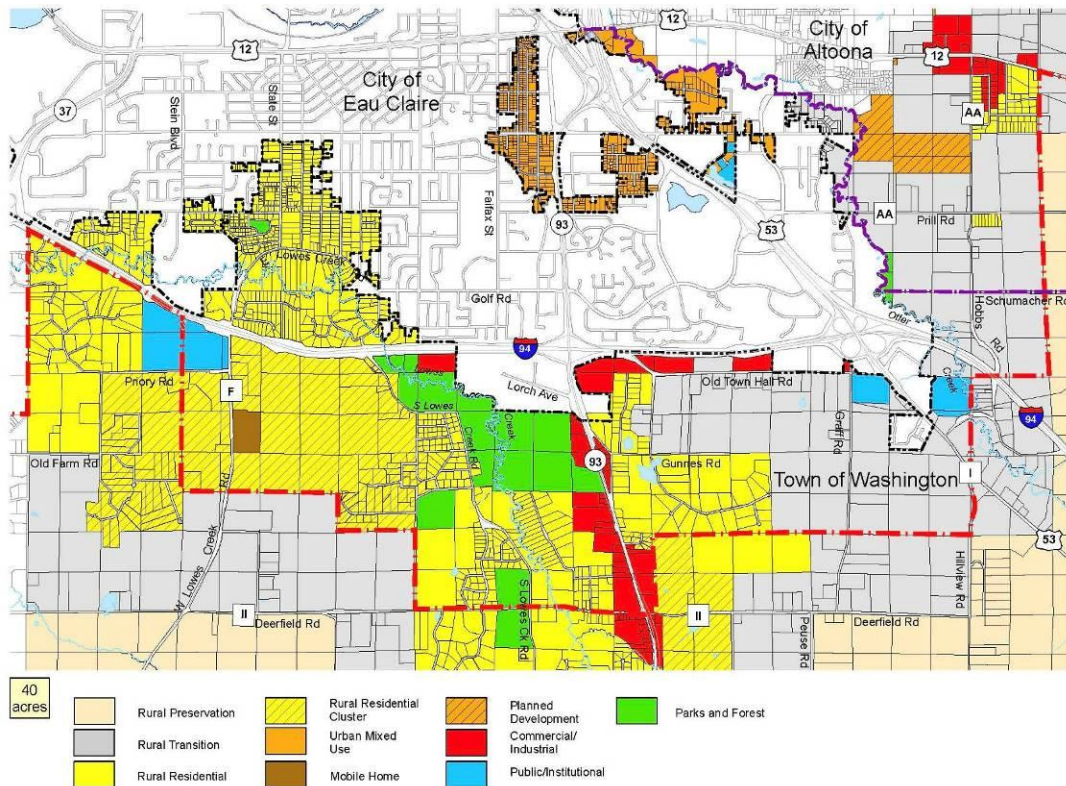 12
12
City of
Altoona
12
City of
Eau Claire
37
Stein Blvd
State St
AA
Fairfax St
93
53
AA
Prill Rd
Lowes Creek
Golf Rd
Schumacher Rd
Otter
Creek
Hobbs
Rd
94
Priory Rd
F
Lowes
Creek
Lorch Ave
Old Town Hall Rd
S Lowes
Creek Rd
94
Graff Rd
Old Farm Rd
93
Gunnes Rd
Town of Washington
I
53
W Lowes Creek Rd
S Lowes Ck Rd
Hillview Rd
II
II
Deerfield Rd
Peuse Rd
Deerfield Rd
40
acres
Rural Preservation
Rural Transition
Rural Residential
Rural Residential
Cluster
Urban Mixed
Use
Mobile Home
Planned
Development
Commercial/
Industrial
Public/Institutional
Parks and Forest